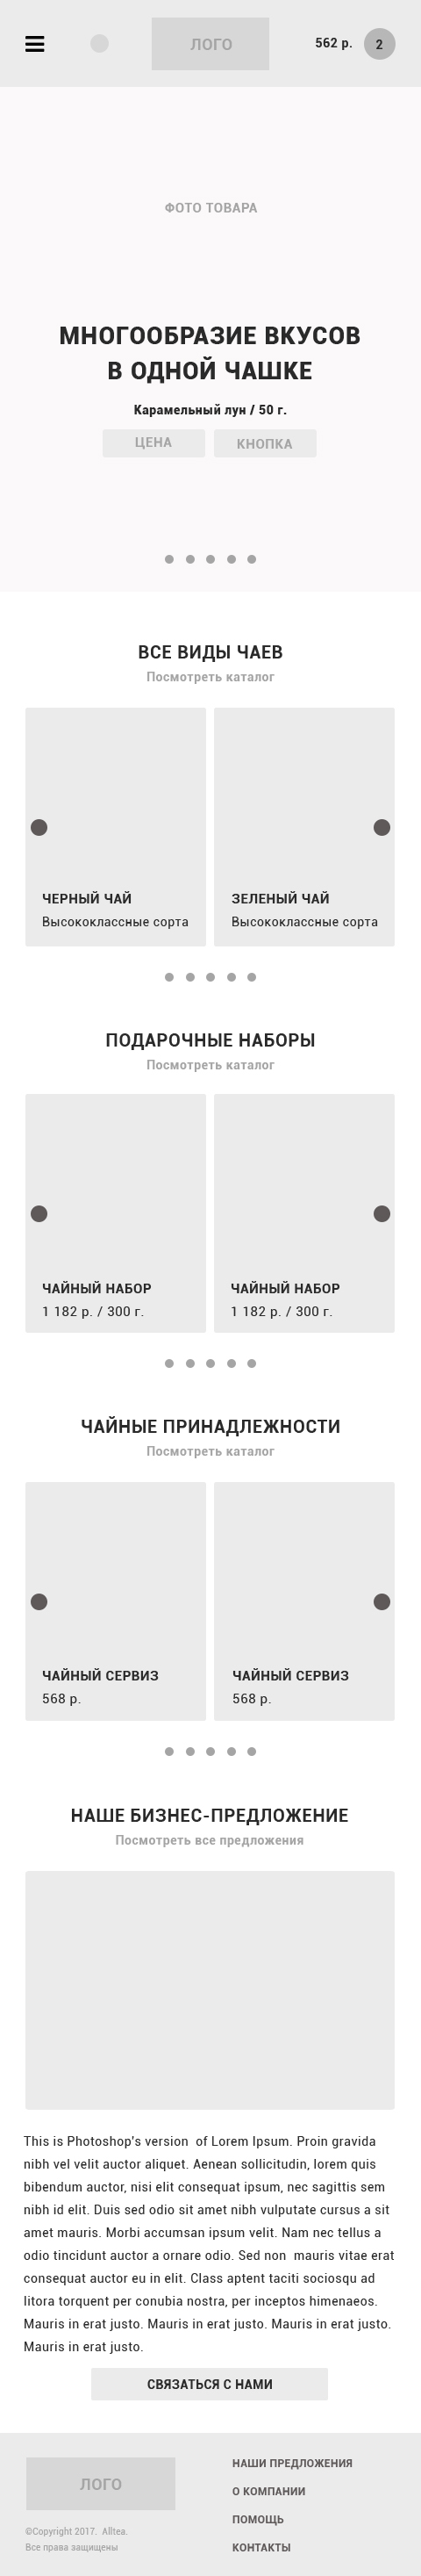 ЛОГО
562 р.
2
ФОТО ТОВАРА
МНОГООБРАЗИЕ ВКУСОВ
В ОДНОЙ ЧАШКЕ
Карамельный лун / 50 г.
ЦЕНА
КНОПКА
ВСЕ ВИДЫ ЧАЕВ
Посмотреть каталог
ЧЕРНЫЙ ЧАЙ
Высококлассные сорта
ЗЕЛЕНЫЙ ЧАЙ
Высококлассные сорта
ПОДАРОЧНЫЕ НАБОРЫ
Посмотреть каталог
ЧАЙНЫЙ НАБОР
1 182 р. / 300 г.
ЧАЙНЫЙ НАБОР
1 182 р. / 300 г.
ЧАЙНЫЕ ПРИНАДЛЕЖНОСТИ
Посмотреть каталог
ЧАЙНЫЙ СЕРВИЗ
568 р.
ЧАЙНЫЙ СЕРВИЗ
568 р.
НАШЕ БИЗНЕС-ПРЕДЛОЖЕНИЕ
Посмотреть все предложения
This is Photoshop's version  of Lorem Ipsum. Proin gravida
nibh vel velit auctor aliquet. Aenean sollicitudin, lorem quis
bibendum auctor, nisi elit consequat ipsum, nec sagittis sem
nibh id elit. Duis sed odio sit amet nibh vulputate cursus a sit
amet mauris. Morbi accumsan ipsum velit. Nam nec tellus a
odio tincidunt auctor a ornare odio. Sed non  mauris vitae erat
consequat auctor eu in elit. Class aptent taciti sociosqu ad
litora torquent per conubia nostra, per inceptos himenaeos.
Mauris in erat justo. Mauris in erat justo. Mauris in erat justo.
Mauris in erat justo.
СВЯЗАТЬСЯ С НАМИ
ЛОГО
©Copyright 2017.  Alltea.
Все права защищены
НАШИ ПРЕДЛОЖЕНИЯ
О КОМПАНИИ
ПОМОЩЬ
КОНТАКТЫ